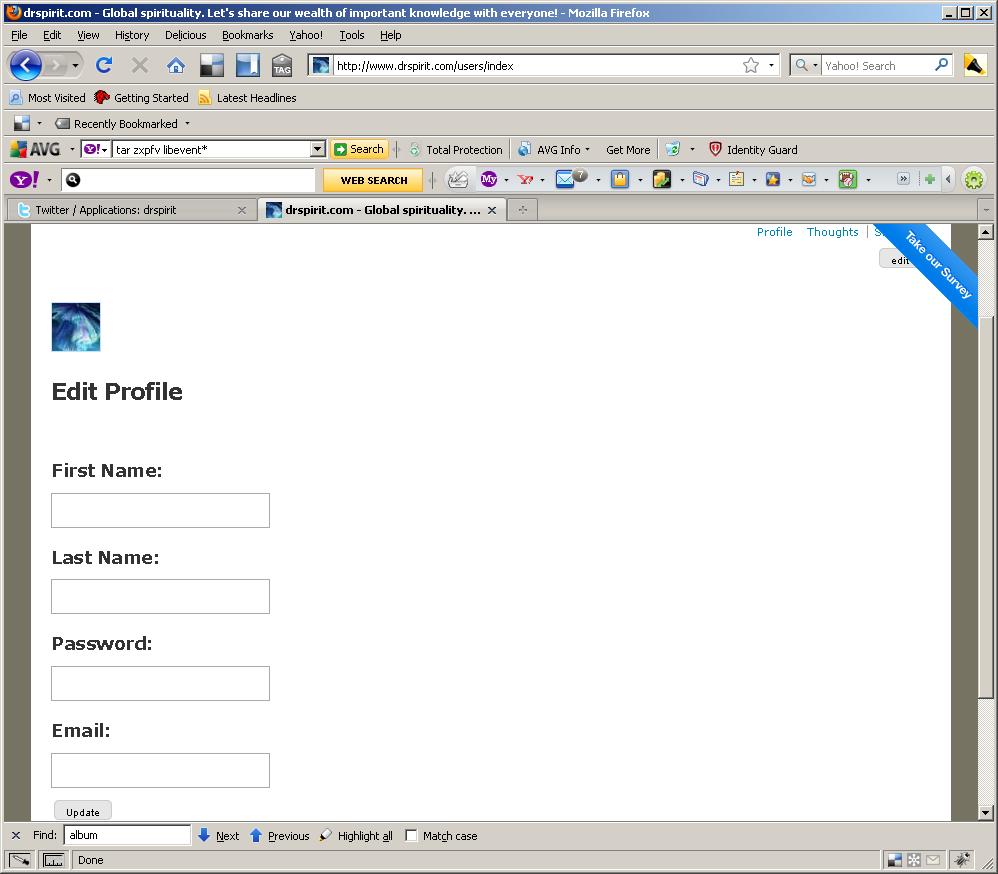 drspirit.com - Global spirituality. Let's share our wealth of important knowledge with everyone! - Mozilla Firefox
File Edit View History Delicious Bookmarks Yahoo! Tools Help
TAG http://www.drspirit.com/users/index Yahoo! Search
Most Visited Getting Started Latest Headlines
Recently Bookmarked
AVG Y! tar zxpfv libevent* Search Total Protection AVG Info Get More Identity Guard
Y! WEB SEARCH My 7
Twitter / Applications: drspirit drspirit.com - Global spirituality. ...
Profile Thoughts
edit
Take our Survey
Edit Profile
First Name:
Last Name:
Password:
Email:
Update
Find: album Next Previous Highlight all Match case
Done